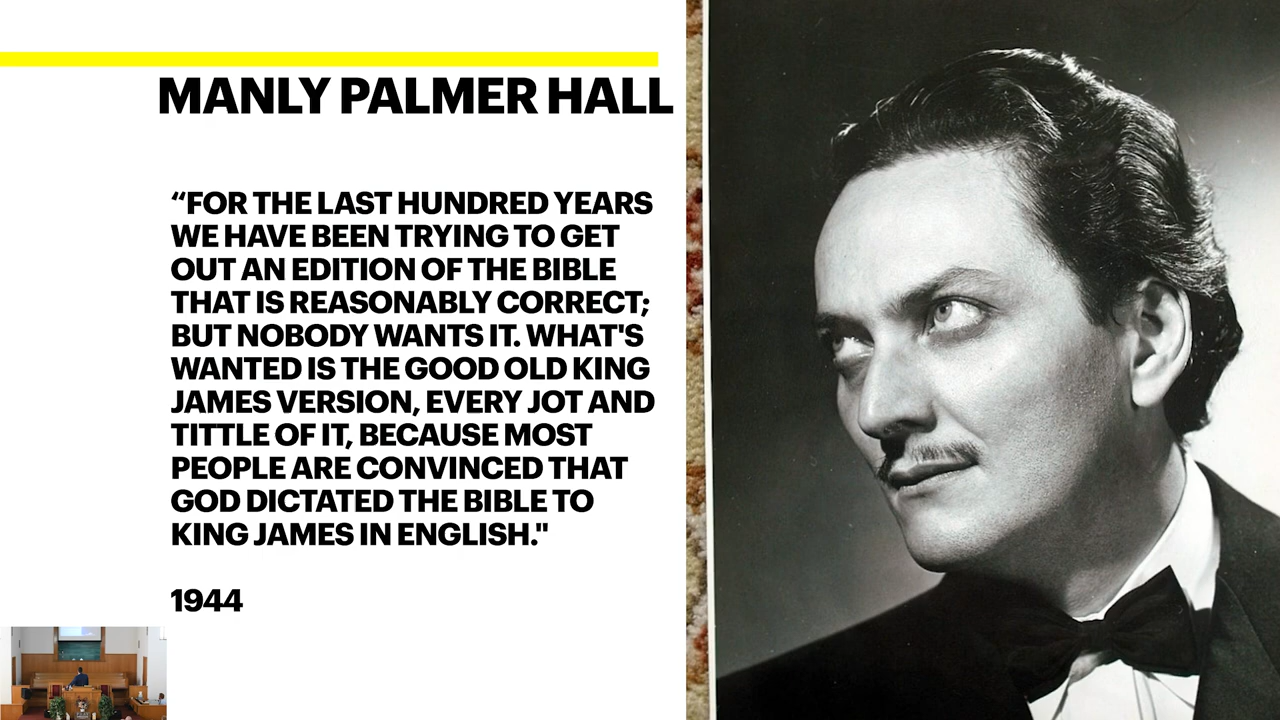 MANLY PALMER HALL
“FOR THE LAST HUNDRED YEARS
WE HAVE BEEN TRYING TO GET
OUT AN EDITION OF THE BIBLE
THAT IS REASONABLY CORRECT;
BUT NOBODY WANTS IT. WHAT'S
WANTED IS THE GOOD OLD KING
JAMES VERSION, EVERY JOT AND
TITTLE OF IT, BECAUSE MOST
PEOPLE ARE CONVINCED THAT
GOD DICTATED THE BIBLE TO
KING JAMES IN ENGLISH."
1944